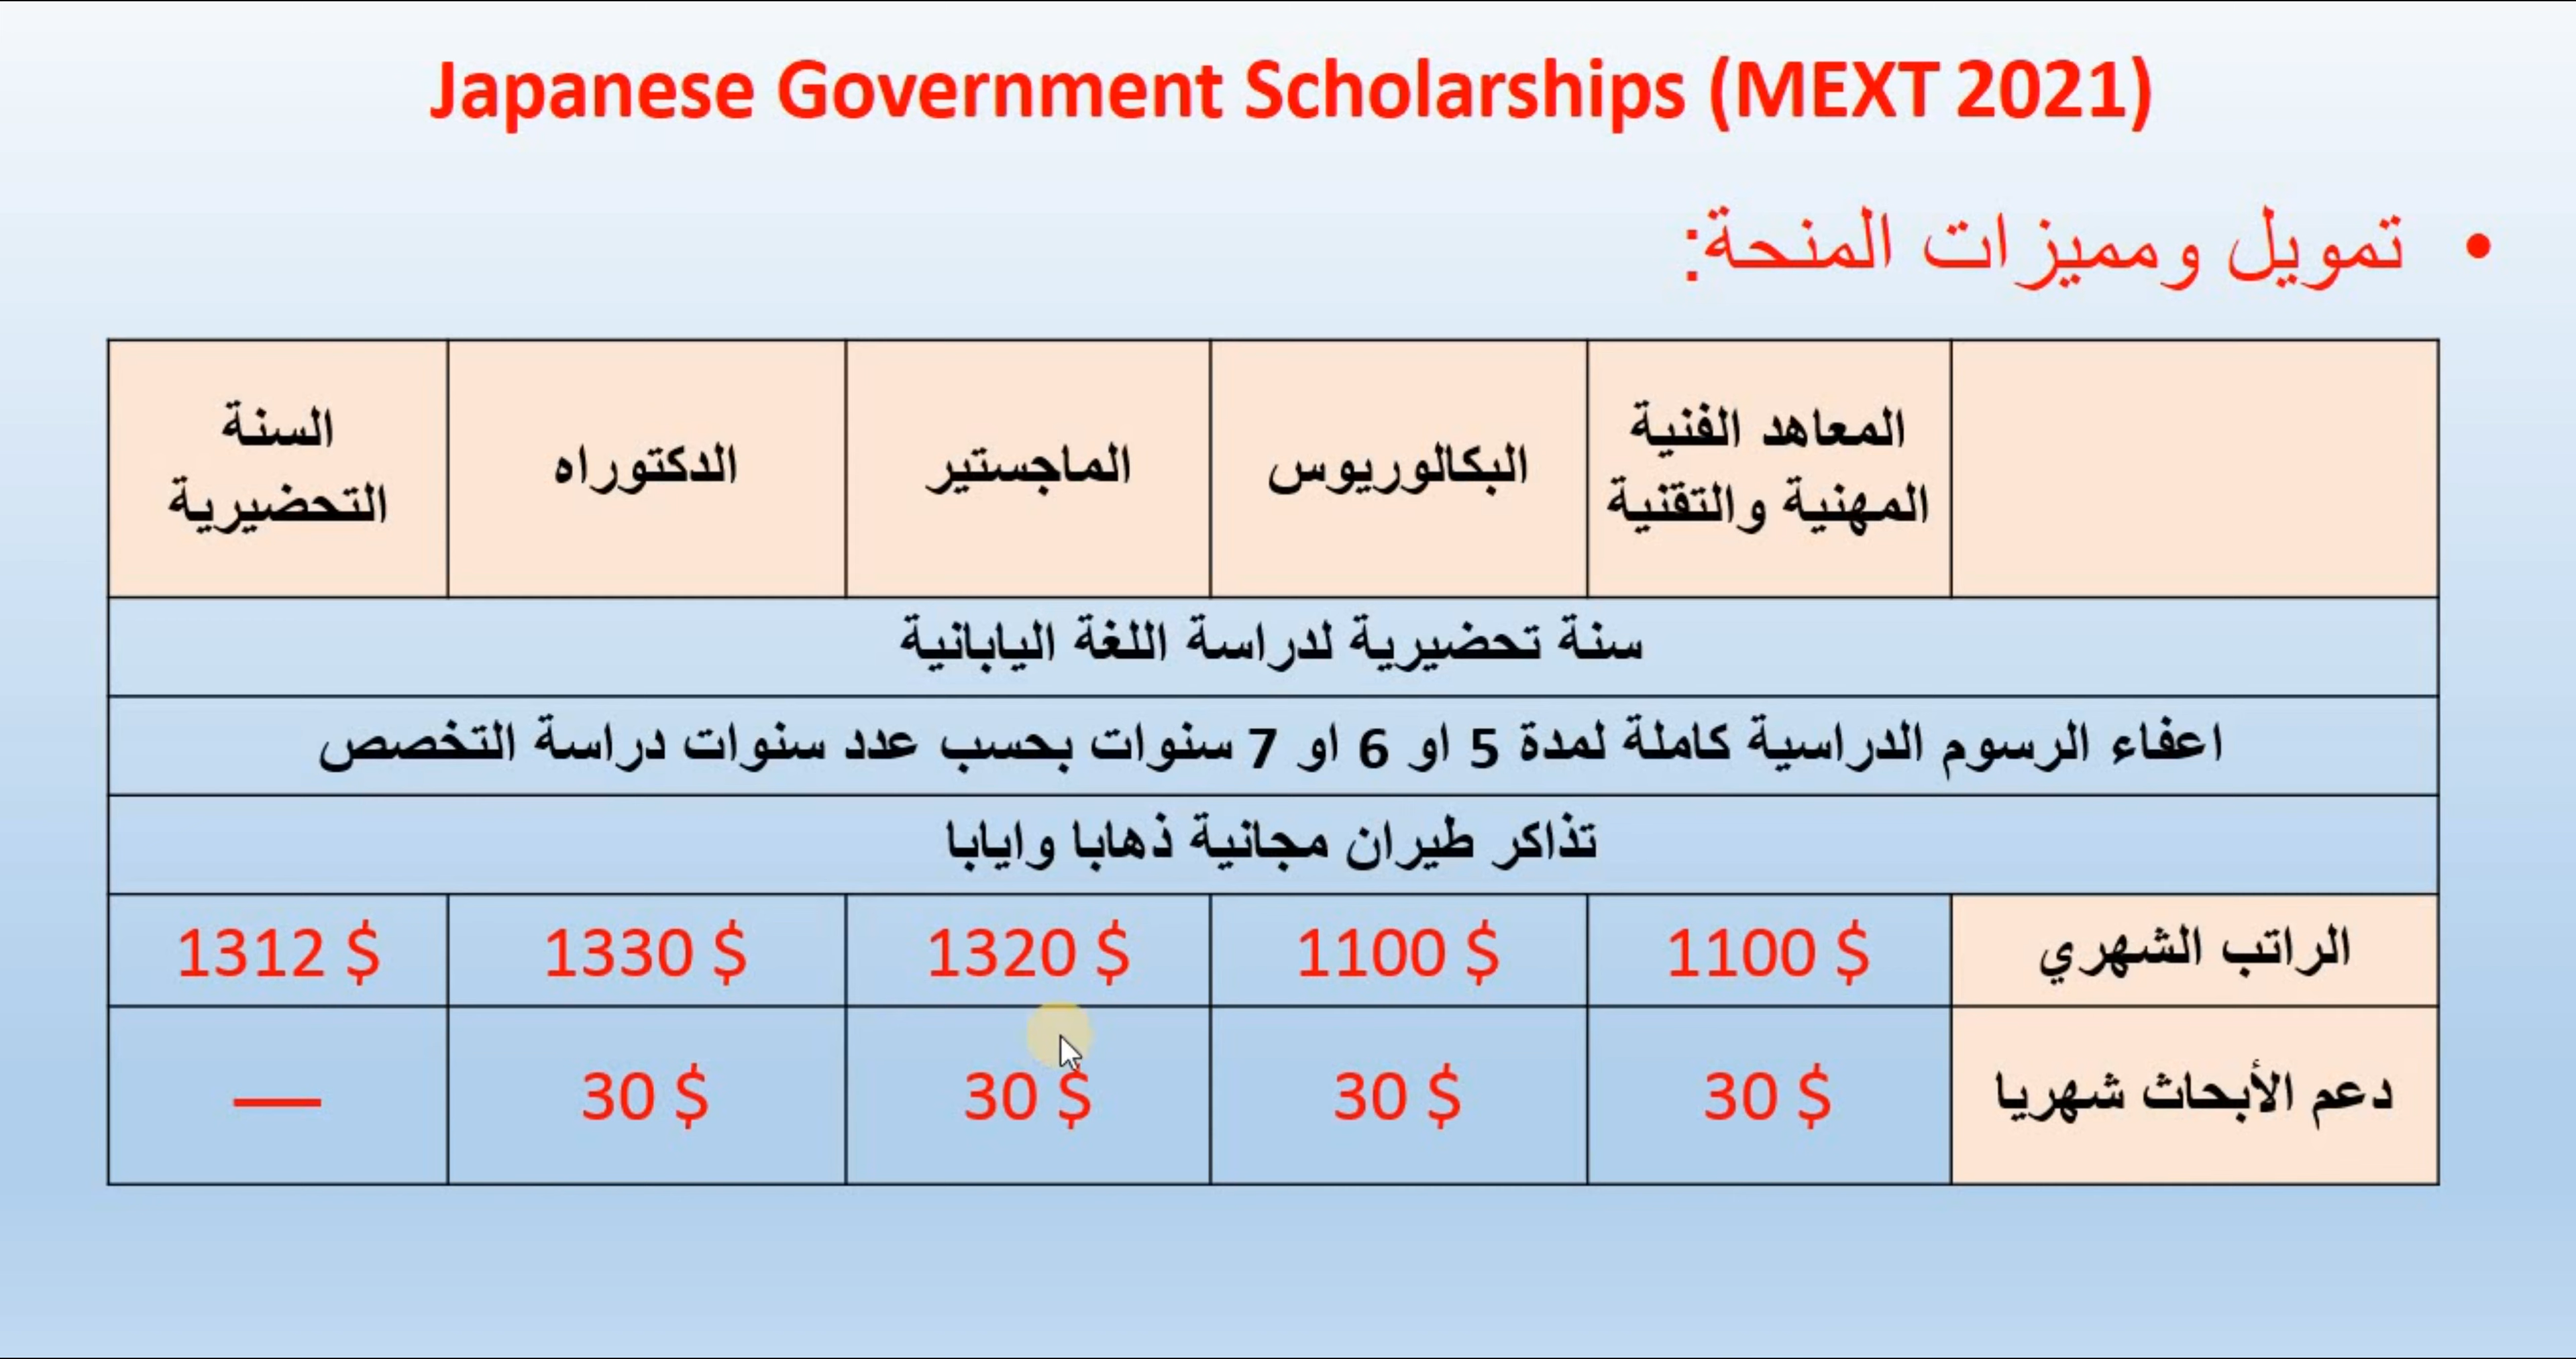 Japanese Government Scholarships (MEXT 2021)
• تمويل ومميزات المنحة:
المعاهد الفنية
المهنية والتقنية
البكالوريوس
الماجستير
الدكتوراه
السنة
التحضيرية
سنة تحضيرية لدراسة اللغة اليابانية
اعفاء الرسوم الدراسية كاملة لمدة 5 او 6 او 7 سنوات بحسب عدد سنوات دراسة التخصص
تذاكر طيران مجانية ذهابا وايابا
الراتب الشهري
1100 $
1100 $
1320 $
1330 $
1312 $
دعم الأبحاث شهريا
30 $
30 $
30 $
30 $
—